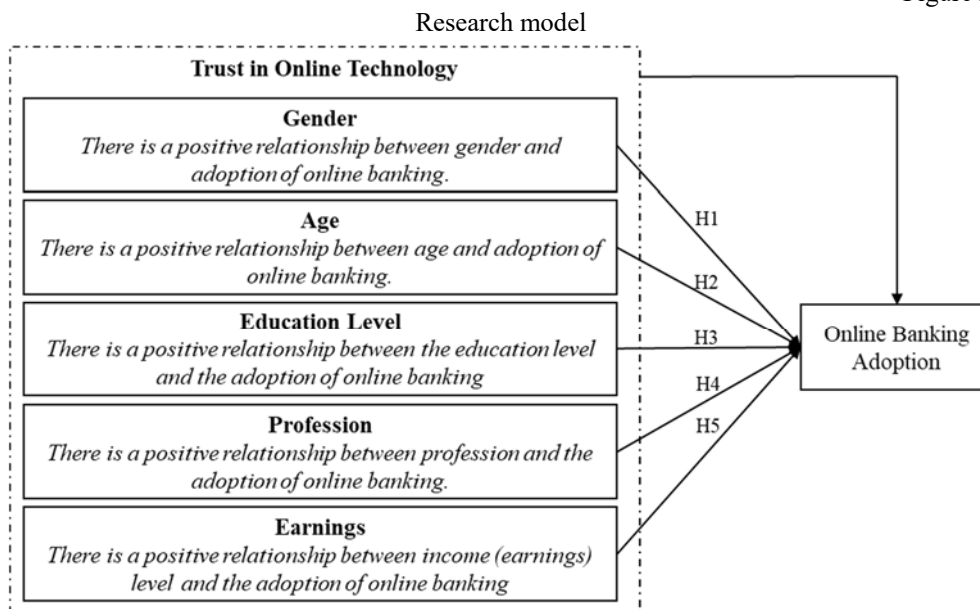 Research model
Trust in Online Technology
Gender
There is a positive relationship between gender and
adoption of online banking.
Age
There is a positive relationship between age and adoption of
online banking.
Education Level
There is a positive relationship between the education level
and the adoption of online banking
Profession
There is a positive relationship between profession and the
adoption of online banking.
Earnings
There is a positive relationship between income (earnings)
level and the adoption of online banking
H1
H2
H3
H4
H5
Online Banking
Adoption